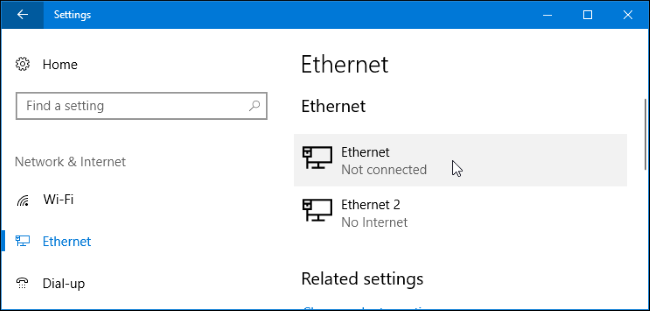 Settings
Home
Find a setting
Network & Internet
Wi-Fi
Ethernet
Dial-up
Ethernet
Ethernet
Ethernet
Not connected
Ethernet 2
No Internet
Related settings